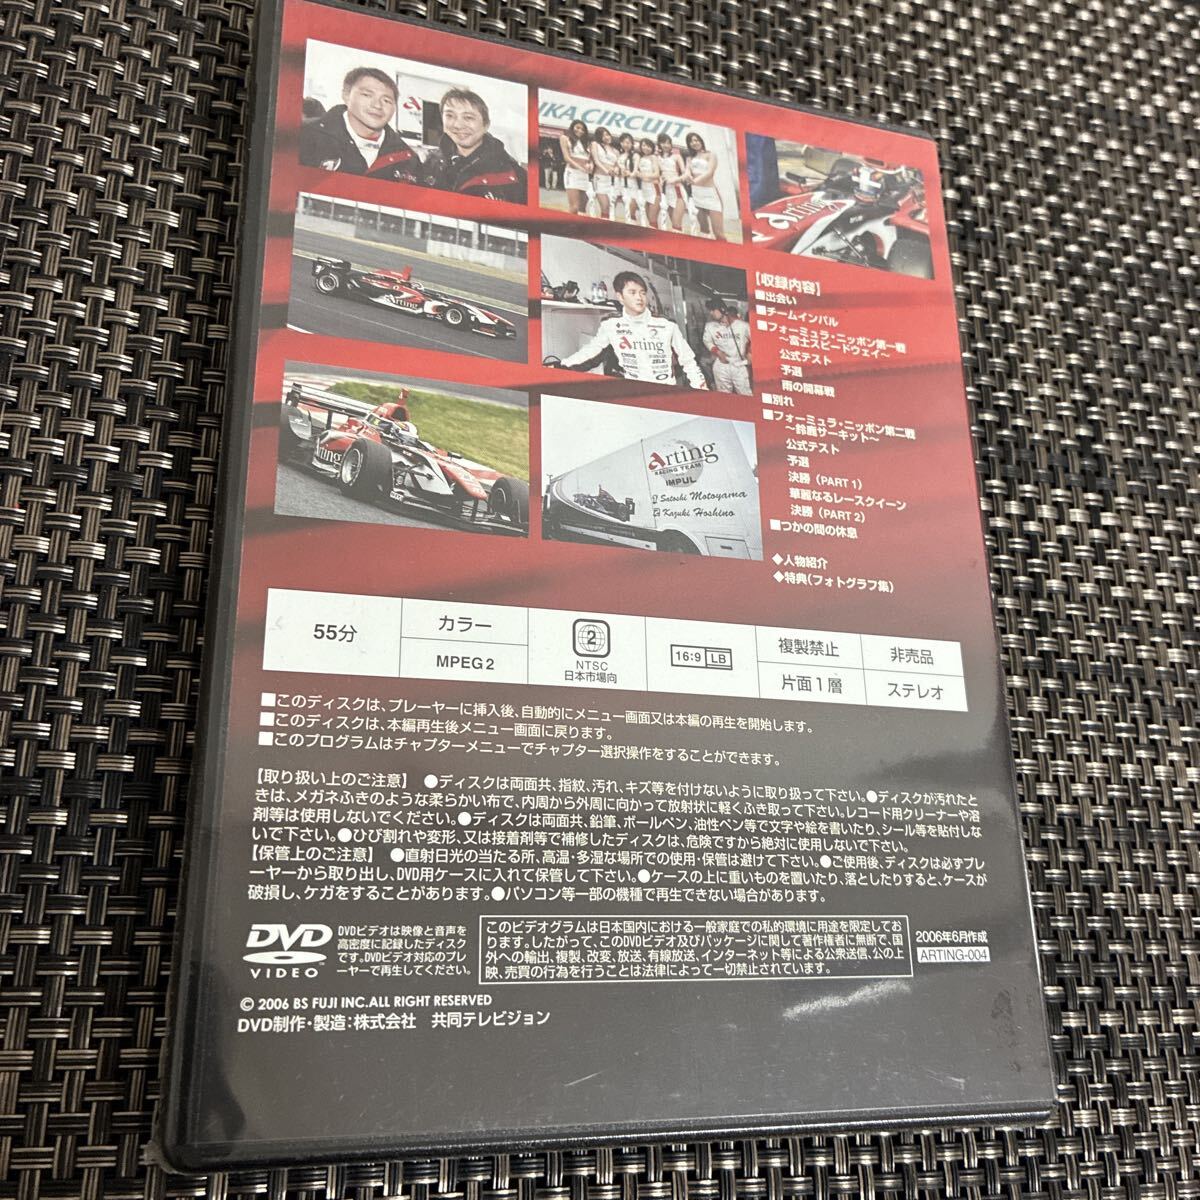 KA CIRCUIT
Arting
Arting
Arting
Arting
Arting
RACING TEAM
IMPUL
Satoshi Motoyama
Kazuki Hoshino
【収録内容】
■出会い
■チームインパル
■フォーミュラ・ニッポン第一戦
〜富士スピードウェイ〜
公式テスト
予選
雨の開幕戦
■別れ
■フォーミュラ・ニッポン第二戦
〜鈴鹿サーキット〜
公式テスト
予選
決勝（PART 1）
華麗なるレースクイーン
決勝（PART 2）
■つかの間の休息
◆人物紹介
◆特典（フォトグラフ集）
55分
カラー
MPEG2
2
NTSC
日本市場向
16:9 LB
複製禁止
片面1層
非売品
ステレオ
■このディスクは、プレーヤーに挿入後、自動的にメニュー画面又は本編の再生を開始します。
■このディスクは、本編再生後メニュー画面に戻ります。
■このプログラムはチャプターメニューでチャプター選択操作をすることができます。
【取り扱い上のご注意】 ●ディスクは両面共、指紋、汚れ、キズ等を付けないように取り扱って下さい。●ディスクが汚れたと
きは、メガネふきのような柔らかい布で、内周から外周に向かって放射状に軽くふき取って下さい。レコード用クリーナーや溶
剤等は使用しないでください。●ディスクは両面共、鉛筆、ボールペン、油性ペン等で文字や絵を書いたり、シール等を貼付しな
いで下さい。●ひび割れや変形、又は接着剤等で補修したディスクは、危険ですから絶対に使用しないで下さい。
【保管上のご注意】 ●直射日光の当たる所、高温・多湿な場所での使用・保管は避けて下さい。●ご使用後、ディスクは必ずプレ
ーヤーから取り出し、DVD用ケースに入れて保管して下さい。●ケースの上に重いものを置いたり、落としたりすると、ケースが
破損し、ケガをすることがあります。●パソコン等一部の機種で再生できない場合があります。
DVD
VIDEO
DVDビデオは映像と音声を
高密度に記録したディスク
です。DVDビデオ対応のプレ
ーヤーで再生してください。
このビデオグラムは日本国内における一般家庭での私的環境に用途を限定してお
ります。したがって、このDVDビデオ及びパッケージに関して著作権者に無断で、国
外への輸出、複製、改変、放送、有線放送、インターネット等による公衆送信、公の上
映、売買の行為を行うことは法律によって一切禁止されています。
2006年6月作成
ARTING-004
© 2006 BS FUJI INC.ALL RIGHT RESERVED
DVD制作・製造：株式会社 共同テレビジョン